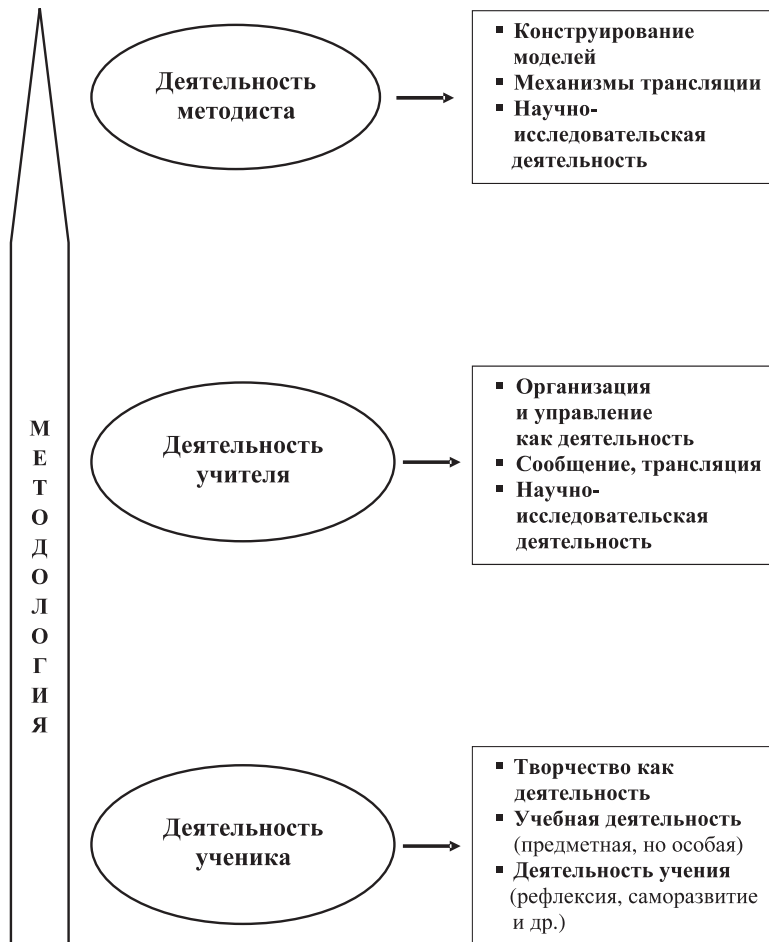 Деятельность
методиста
▪ Конструирование
моделей
▪ Механизмы трансляции
▪ Научно-
исследовательская
деятельность
М
Е
Т
О
Д
О
Л
О
Г
И
Я
Деятельность
учителя
▪ Организация
и управление
как деятельность
▪ Сообщение, трансляция
▪ Научно-
исследовательская
деятельность
Деятельность
ученика
▪ Творчество как
деятельность
▪ Учебная деятельность
(предметная, но особая)
▪ Деятельность учения
(рефлексия, саморазвитие
и др.)